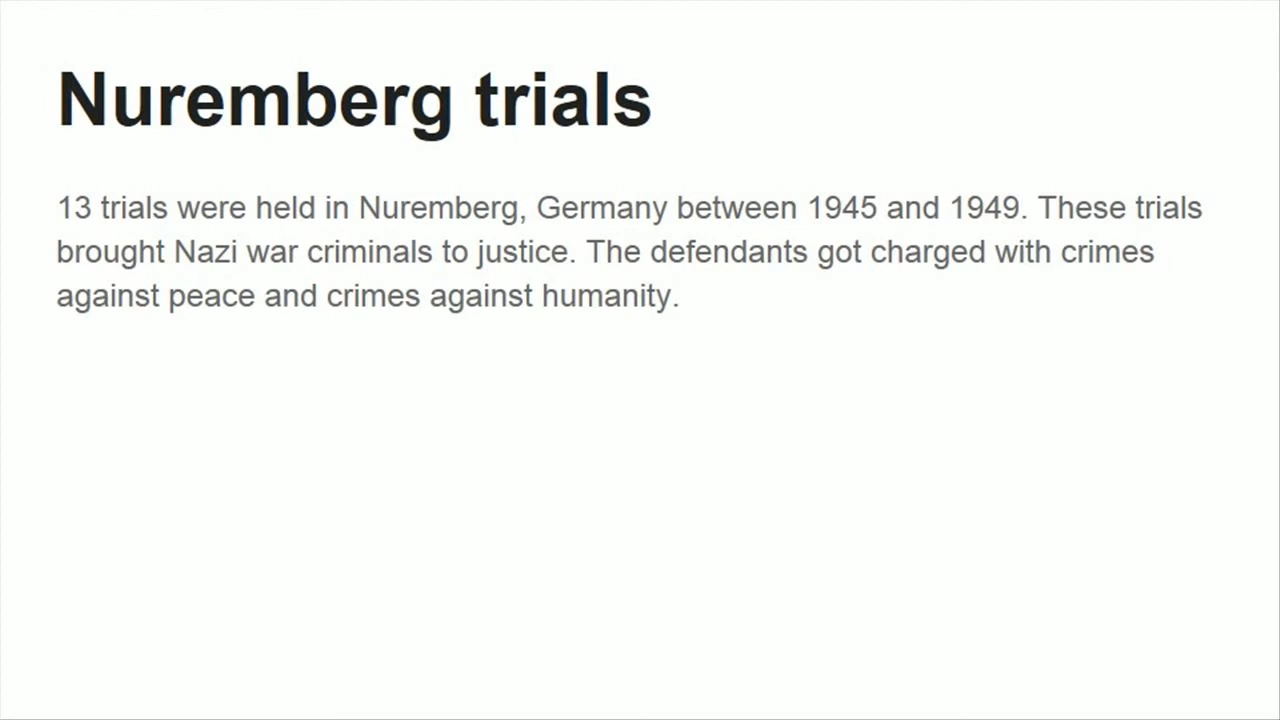 Nuremberg trials
13 trials were held in Nuremberg, Germany between 1945 and 1949. These trials
brought Nazi war criminals to justice. The defendants got charged with crimes
against peace and crimes against humanity.